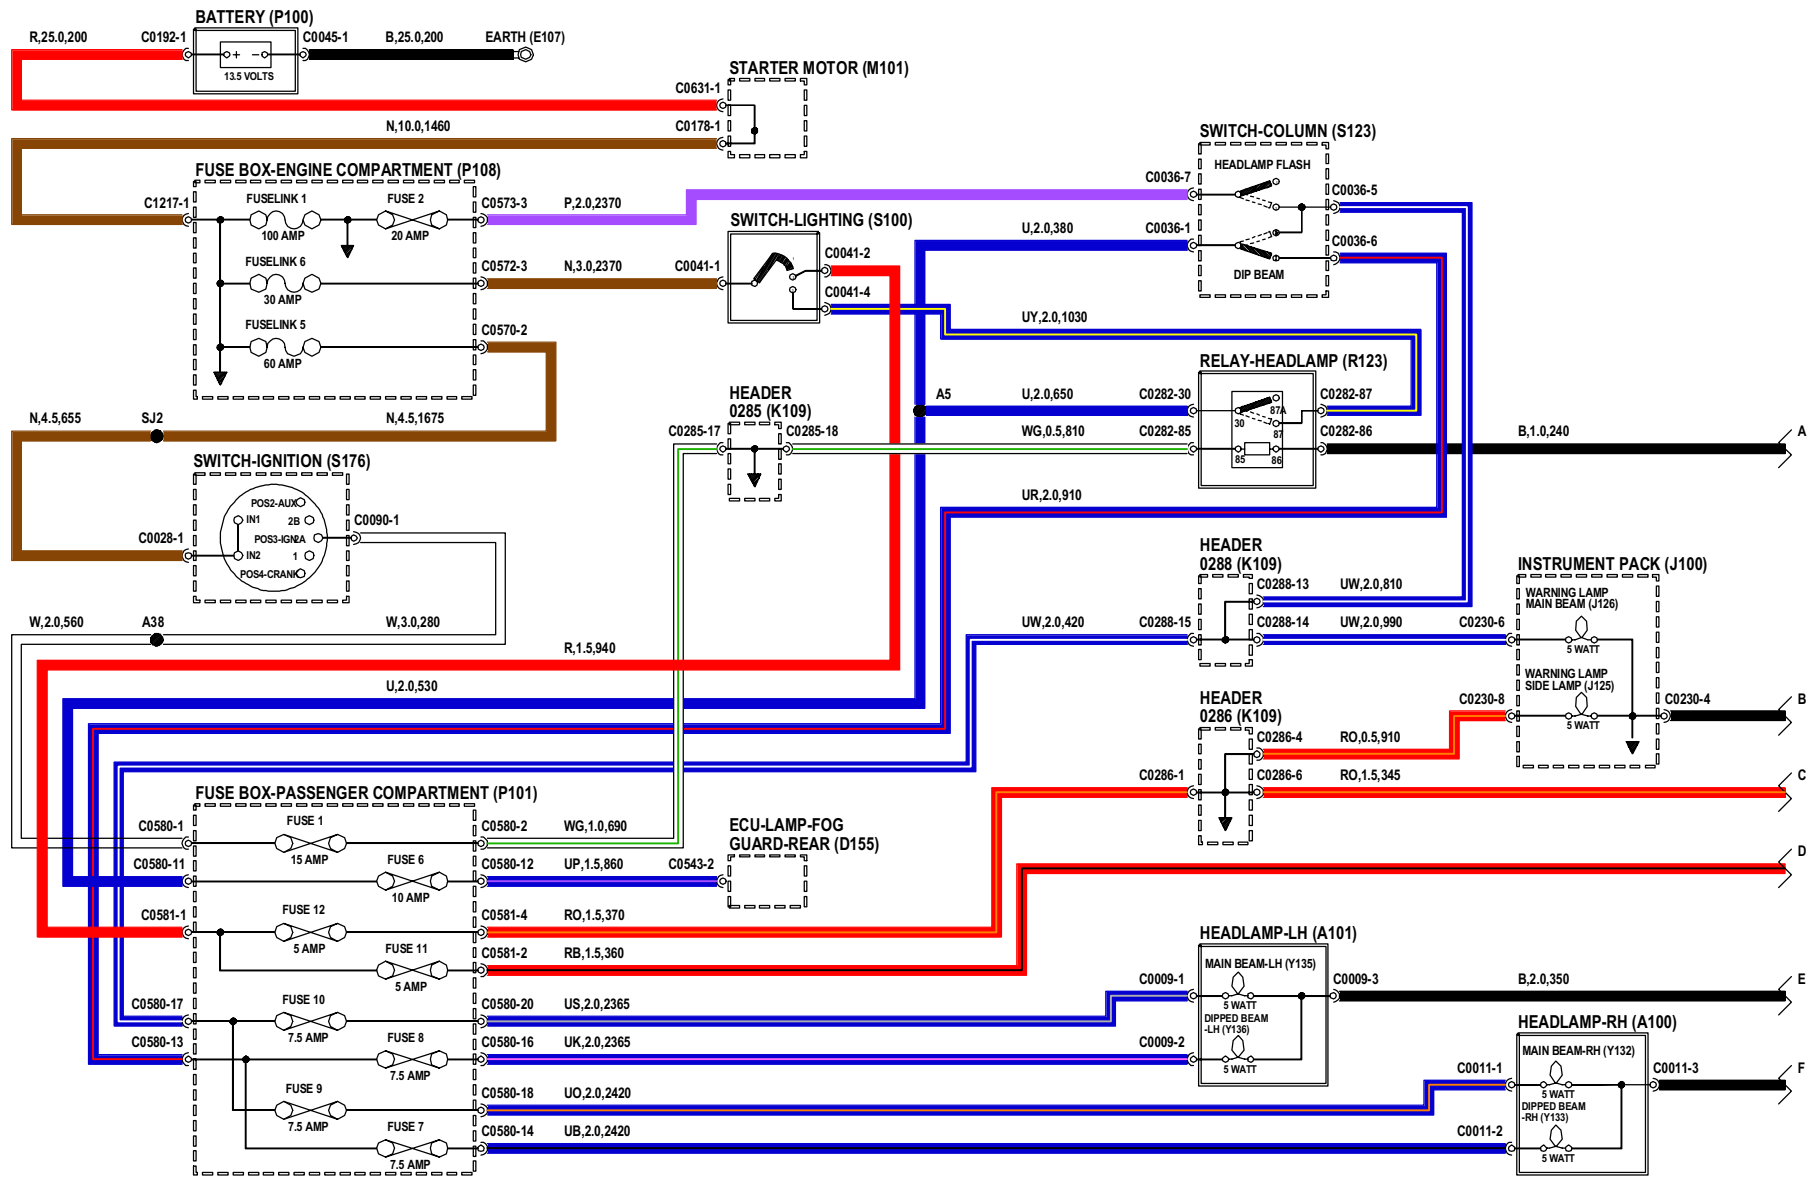 BATTERY (P100)
R,25.0,200
C0192-1
C0045-1
B,25.0,200
EARTH (E107)
+
−
13.5 VOLTS
STARTER MOTOR (M101)
C0631-1
N,10.0,1460
C0178-1
SWITCH-COLUMN (S123)
HEADLAMP FLASH
C0036-7
C0036-5
C0036-1
C0036-6
DIP BEAM
FUSE BOX-ENGINE COMPARTMENT (P108)
C1217-1
FUSELINK 1
FUSE 2
C0573-3
P,2.0,2370
100 AMP
20 AMP
SWITCH-LIGHTING (S100)
U,2.0,380
FUSELINK 6
C0572-3
N,3.0,2370
C0041-1
C0041-2
30 AMP
C0041-4
FUSELINK 5
C0570-2
UY,2.0,1030
60 AMP
RELAY-HEADLAMP (R123)
HEADER
0285 (K109)
A5
U,2.0,650
C0282-30
C0282-87
87A
30
87
N,4.5,655
SJ2
N,4.5,1675
C0285-17
C0285-18
WG,0.5,810
C0282-85
C0282-86
85
86
B,1.0,240
A
SWITCH-IGNITION (S176)
POS2-AUX
IN1
2B
C0090-1
POS3-IGN
2A
C0028-1
IN2
1
POS4-CRANK
UR,2.0,910
HEADER
0288 (K109)
C0288-13
UW,2.0,810
INSTRUMENT PACK (J100)
WARNING LAMP
MAIN BEAM (J126)
W,2.0,560
A38
W,3.0,280
UW,2.0,420
C0288-15
C0288-14
UW,2.0,990
C0230-6
5 WATT
R,1.5,940
WARNING LAMP
SIDE LAMP (J125)
U,2.0,530
HEADER
0286 (K109)
C0230-8
C0230-4
B
5 WATT
C0286-4
RO,0.5,910
C0286-1
C0286-6
RO,1.5,345
C
FUSE BOX-PASSENGER COMPARTMENT (P101)
C0580-1
FUSE 1
C0580-2
WG,1.0,690
15 AMP
ECU-LAMP-FOG
GUARD-REAR (D155)
D
C0580-11
FUSE 6
C0580-12
UP,1.5,860
C0543-2
10 AMP
C0581-1
FUSE 12
C0581-4
RO,1.5,370
5 AMP
FUSE 11
C0581-2
RB,1.5,360
5 AMP
HEADLAMP-LH (A101)
MAIN BEAM-LH (Y135)
C0009-1
C0009-3
B,2.0,350
E
5 WATT
DIPPED BEAM
-LH (Y136)
C0009-2
5 WATT
C0580-17
FUSE 10
C0580-20
US,2.0,2365
7.5 AMP
C0580-13
FUSE 8
C0580-16
UK,2.0,2365
7.5 AMP
HEADLAMP-RH (A100)
MAIN BEAM-RH (Y132)
C0011-1
C0011-3
F
5 WATT
DIPPED BEAM
-RH (Y133)
FUSE 9
C0580-18
UO,2.0,2420
7.5 AMP
FUSE 7
C0580-14
UB,2.0,2420
C0011-2
7.5 AMP
5 WATT